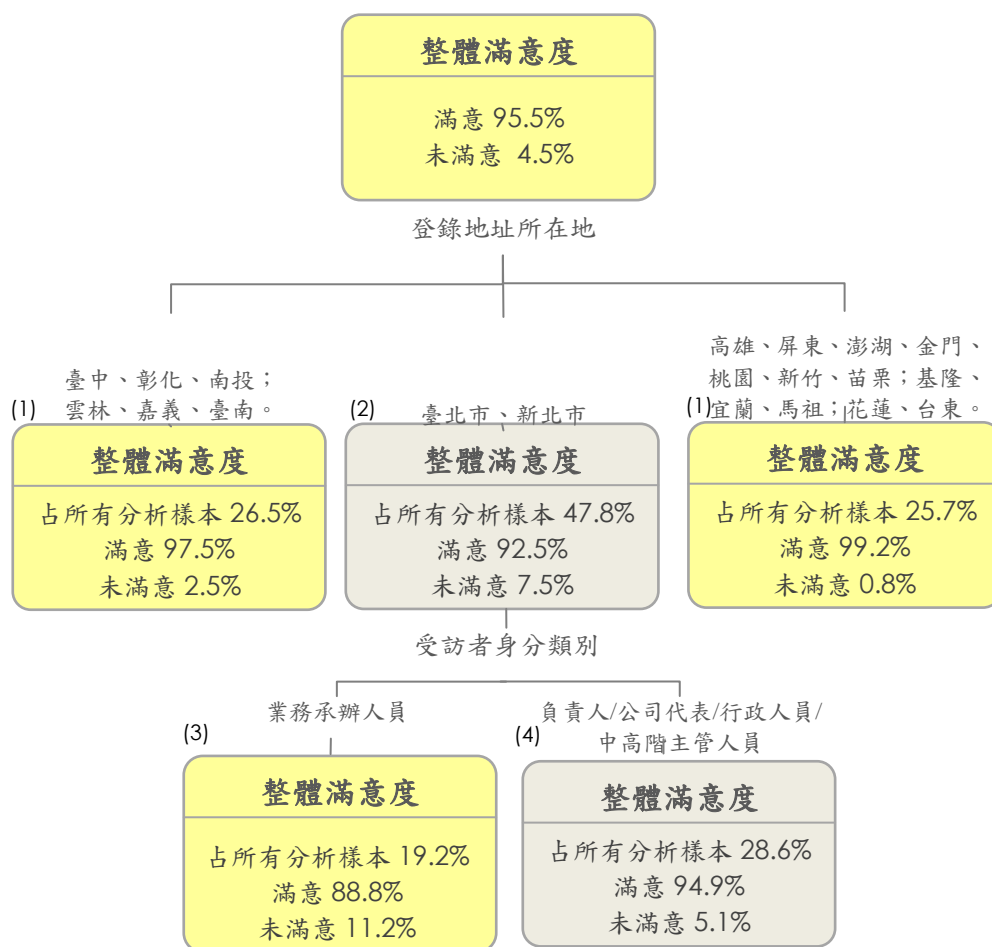 整體滿意度
滿意 95.5%
未滿意 4.5%
登錄地址所在地
臺中、彰化、南投；
雲林、嘉義、臺南。
(1)
整體滿意度
占所有分析樣本 26.5%
滿意 97.5%
未滿意 2.5%
臺北市、新北市
(2)
整體滿意度
占所有分析樣本 47.8%
滿意 92.5%
未滿意 7.5%
高雄、屏東、澎湖、金門、
桃園、新竹、苗栗；基隆、
宜蘭、馬祖；花蓮、台東。
(1)
整體滿意度
占所有分析樣本 25.7%
滿意 99.2%
未滿意 0.8%
受訪者身分類別
業務承辦人員
(3)
整體滿意度
占所有分析樣本 19.2%
滿意 88.8%
未滿意 11.2%
負責人/公司代表/行政人員/
中高階主管人員
(4)
整體滿意度
占所有分析樣本 28.6%
滿意 94.9%
未滿意 5.1%